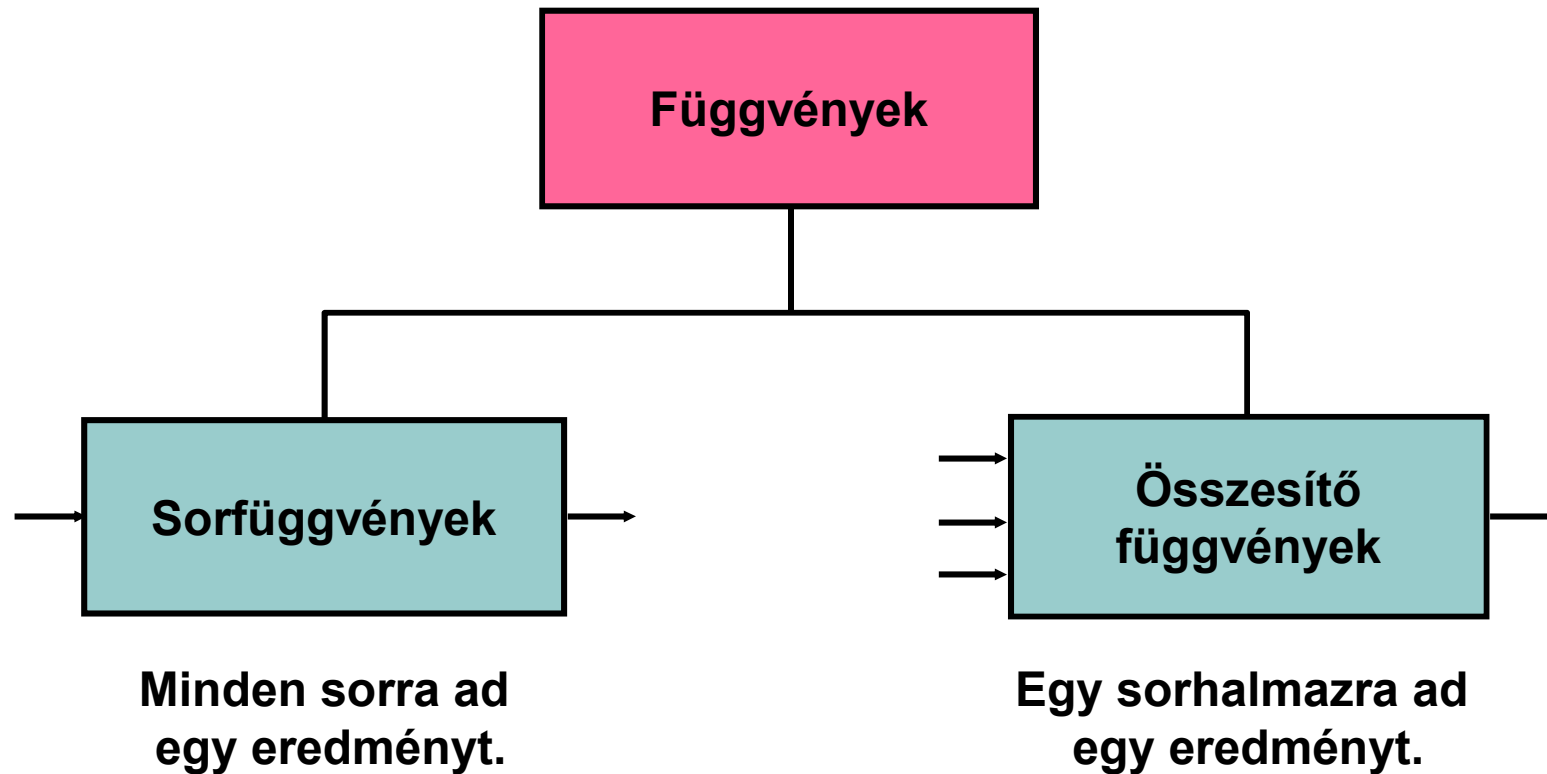 Függvények
Sorfüggvények
Összesítő
függvények
Minden sorra ad
egy eredményt.
Egy sorhalmazra ad
egy eredményt.